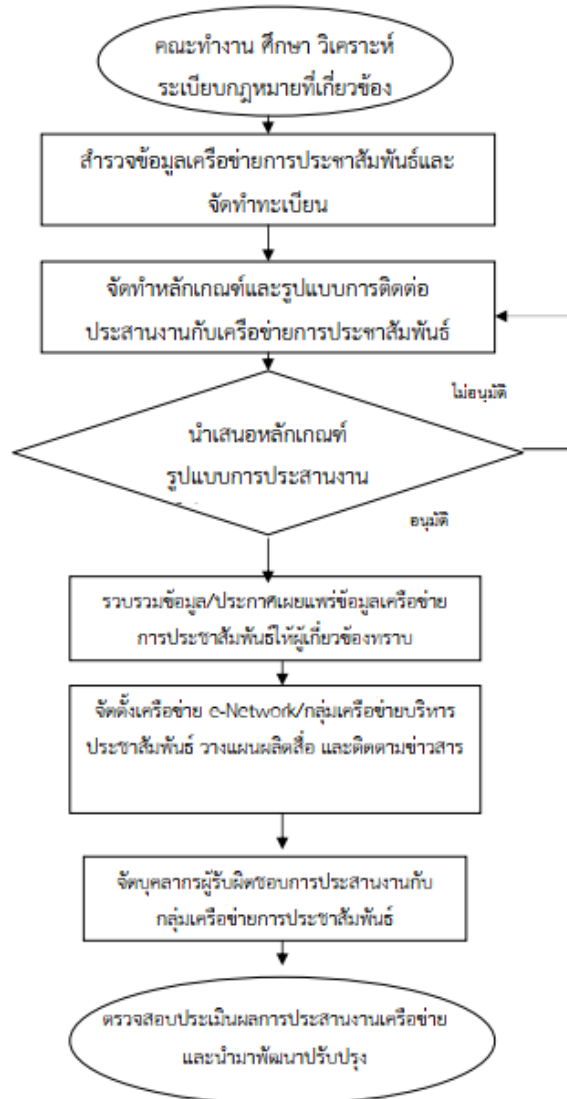 คณะทำงาน ศึกษา วิเคราะห์
ระเบียบกฎหมายที่เกี่ยวข้อง
สำรวจข้อมูลเครือข่ายการประชาสัมพันธ์และ
จัดทำทะเบียน
จัดทำหลักเกณฑ์และรูปแบบการติดต่อ
ประสานงานกับเครือข่ายการประชาสัมพันธ์
ไม่อนุมัติ
นำเสนอหลักเกณฑ์
รูปแบบการประสานงาน
อนุมัติ
รวบรวมข้อมูล/ประกาศเผยแพร่ข้อมูลเครือข่าย
การประชาสัมพันธ์ให้ผู้เกี่ยวข้องทราบ
จัดตั้งเครือข่าย e-Network/กลุ่มเครือข่ายบริหาร
ประชาสัมพันธ์ วางแผนผลิตสื่อ และติดตามข่าวสาร
จัดบุคลากรผู้รับผิดชอบการประสานงานกับ
กลุ่มเครือข่ายการประชาสัมพันธ์
ตรวจสอบประเมินผลการประสานงานเครือข่าย
และนำมาพัฒนาปรับปรุง